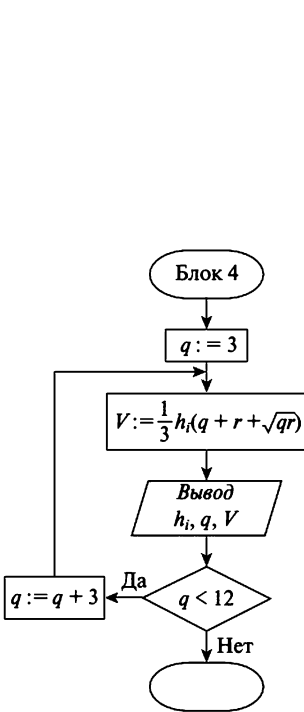 Блок 4
q : = 3
V := 1/3 hᵢ(q + r + √qr)
Вывод
hᵢ, q, V
Да
q := q + 3
q < 12
Нет